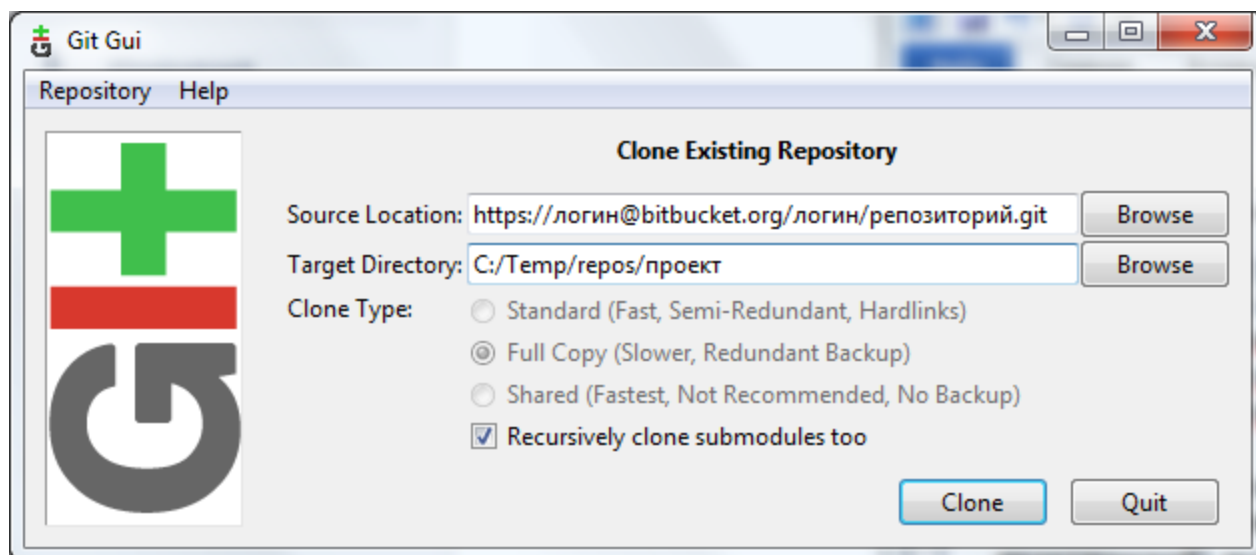 Git Gui
Repository Help
Clone Existing Repository
Source Location: https://логин@bitbucket.org/логин/репозиторий.git Browse
Target Directory: C:/Temp/repos/проект Browse
Clone Type: Standard (Fast, Semi-Redundant, Hardlinks)
Full Copy (Slower, Redundant Backup)
Shared (Fastest, Not Recommended, No Backup)
Recursively clone submodules too
Clone Quit